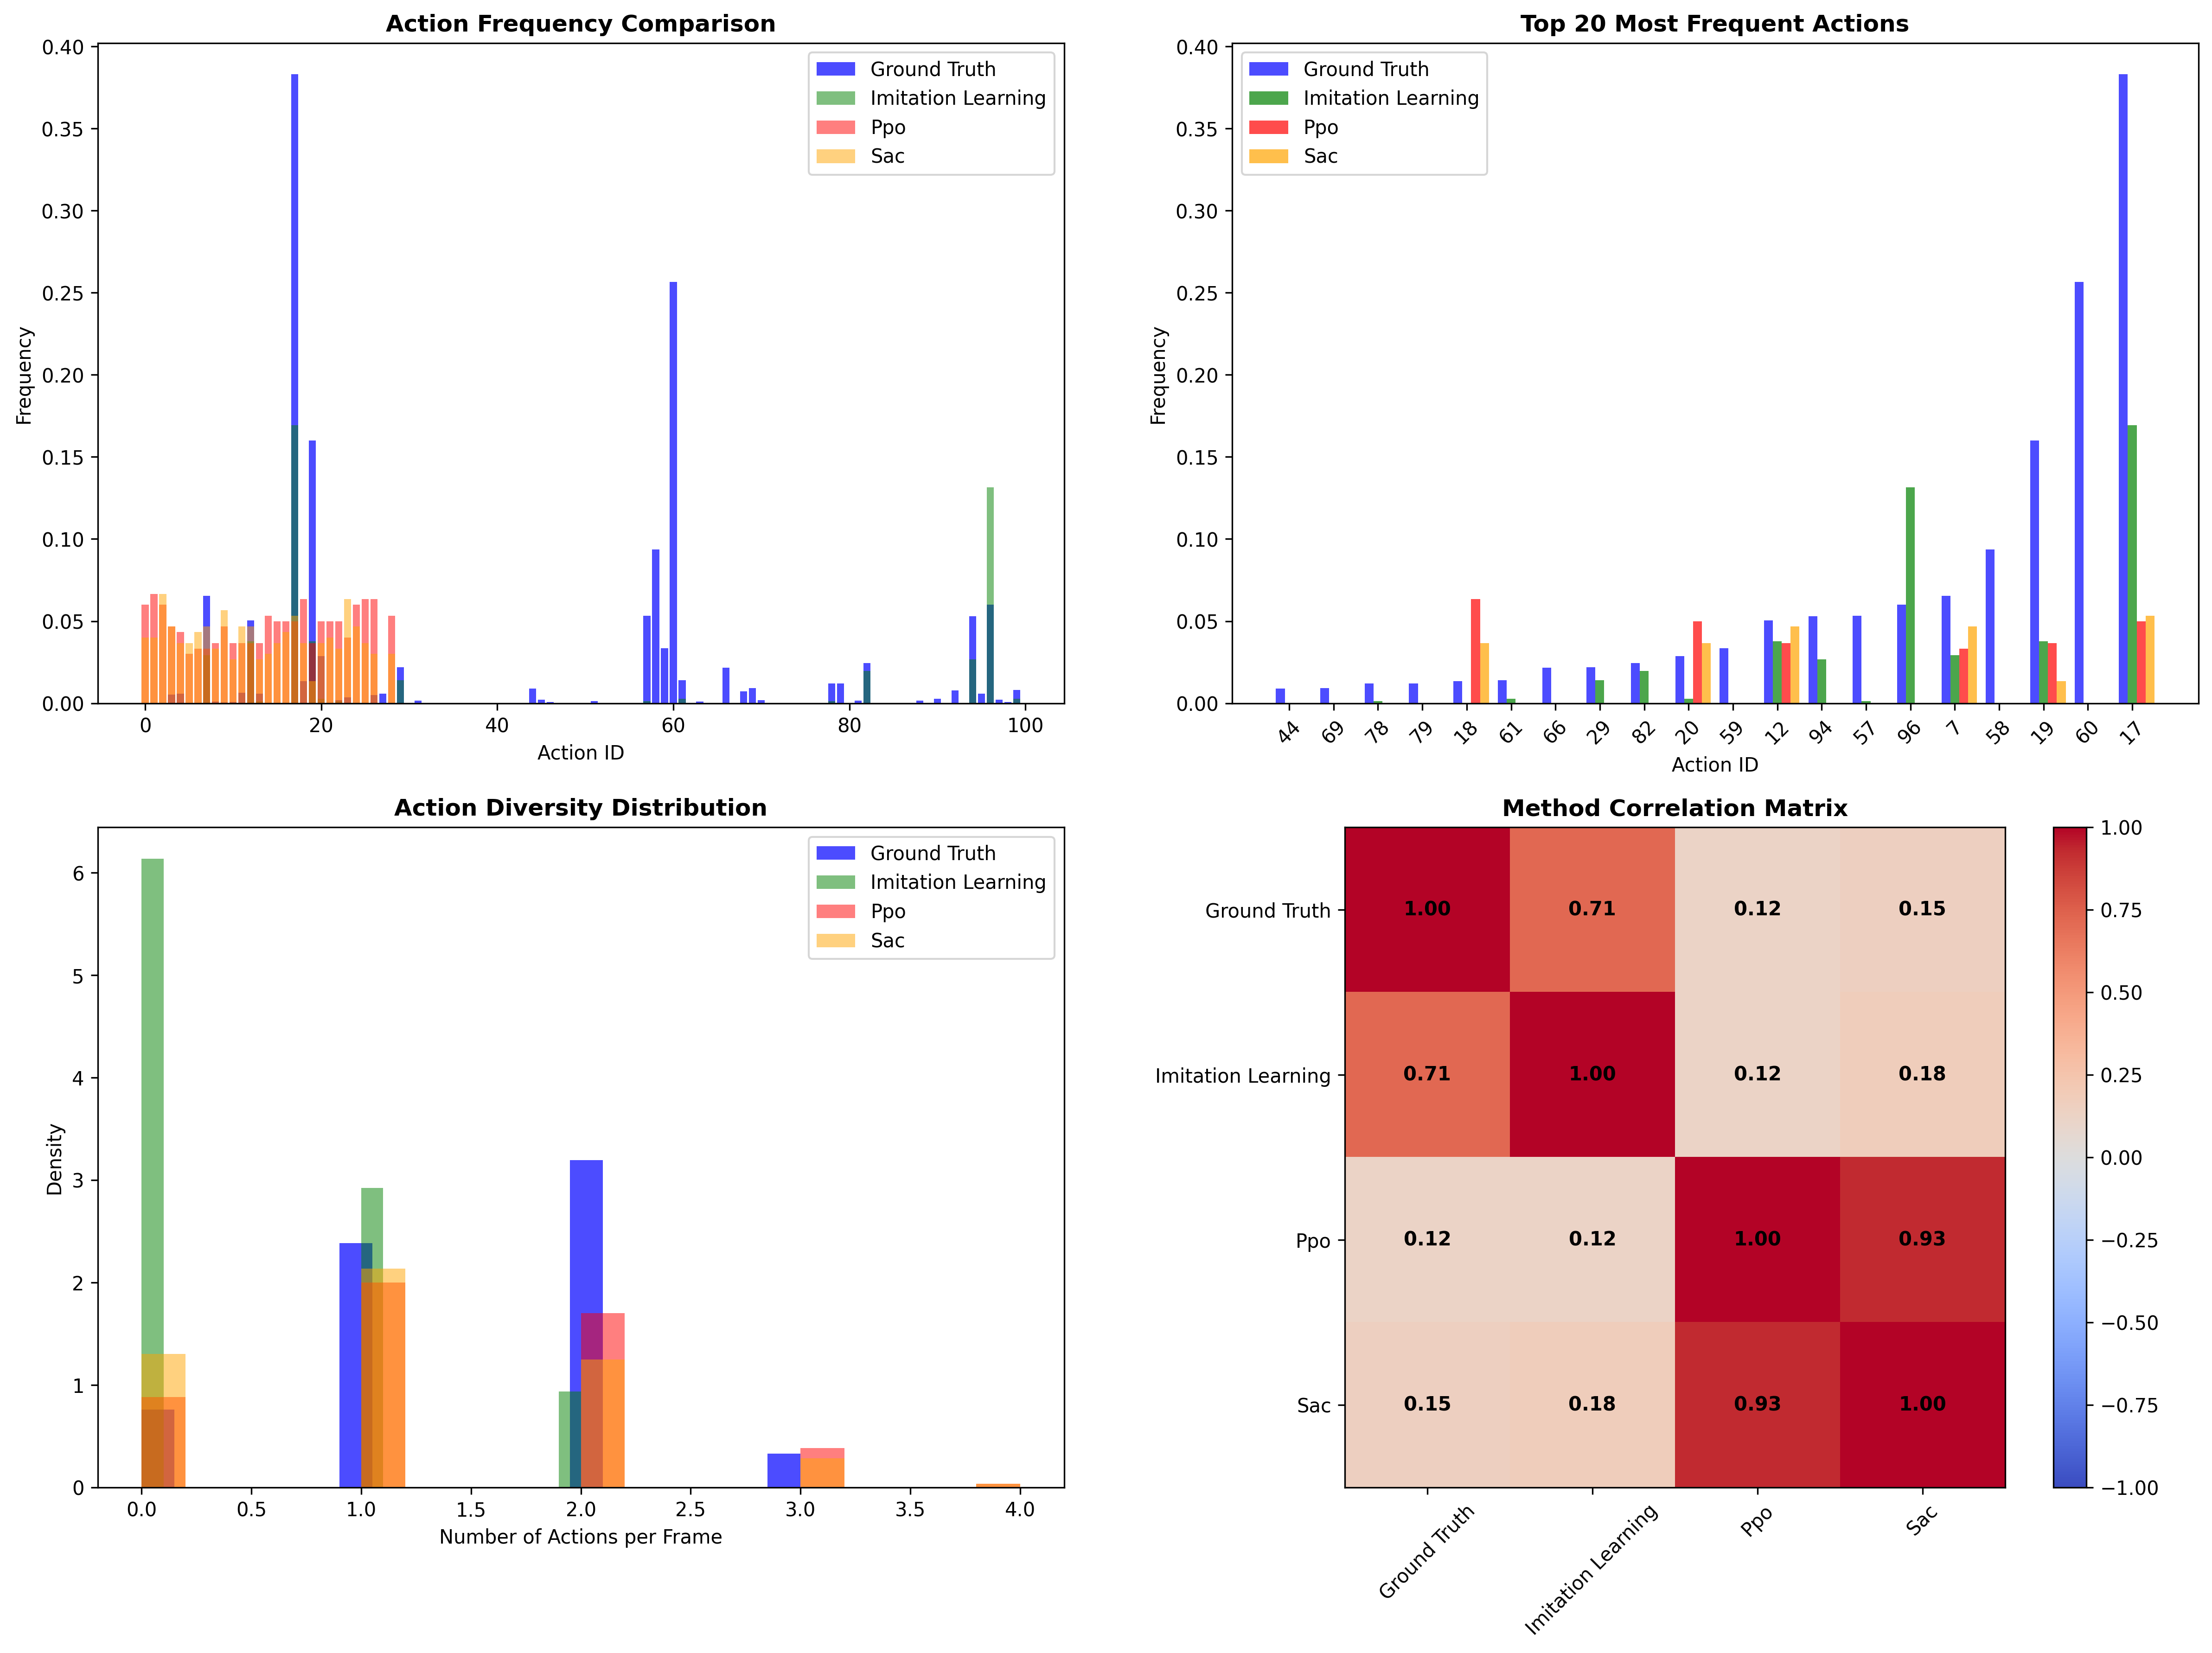 Action Frequency Comparison
0.40
0.35
0.30
0.25
0.20
0.15
0.10
0.05
0.00
Frequency
0 20 40 60 80 100
Action ID
Ground Truth
Imitation Learning
Ppo
Sac
Top 20 Most Frequent Actions
0.40
0.35
0.30
0.25
0.20
0.15
0.10
0.05
0.00
Frequency
44 69 78 79 18 61 66 29 82 20 59 12 94 57 96 7 58 19 60 17
Action ID
Ground Truth
Imitation Learning
Ppo
Sac
Action Diversity Distribution
6
5
4
3
2
1
0
Density
0.0 0.5 1.0 1.5 2.0 2.5 3.0 3.5 4.0
Number of Actions per Frame
Ground Truth
Imitation Learning
Ppo
Sac
Method Correlation Matrix
Ground Truth 1.00 0.71 0.12 0.15
Imitation Learning 0.71 1.00 0.12 0.18
Ppo 0.12 0.12 1.00 0.93
Sac 0.15 0.18 0.93 1.00
Ground Truth Imitation Learning Ppo Sac
1.00
0.75
0.50
0.25
0.00
−0.25
−0.50
−0.75
−1.00